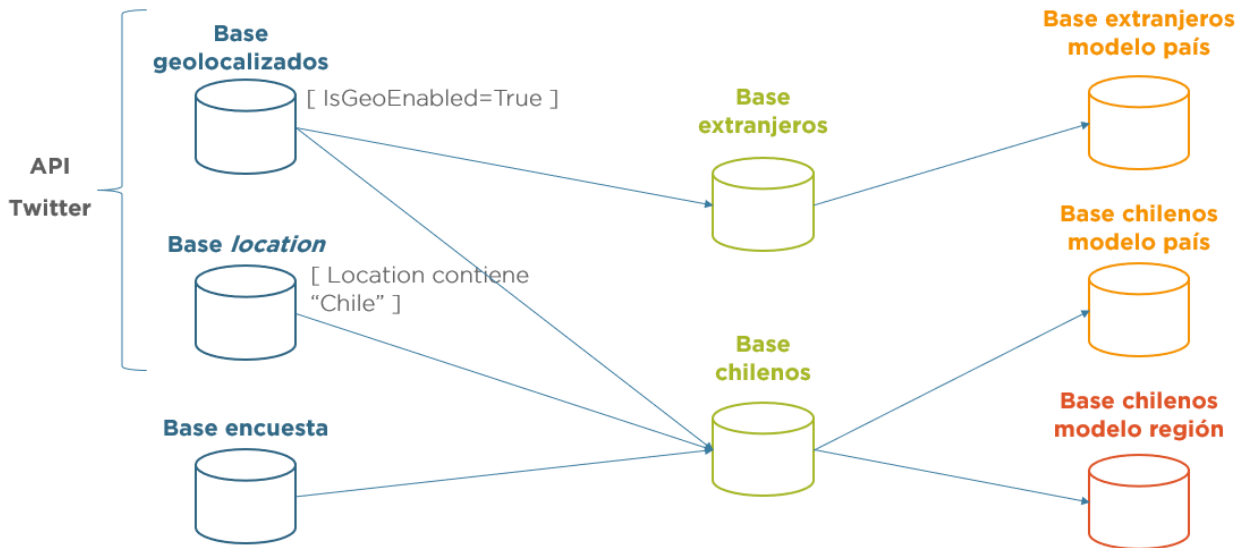 Base
geolocalizados
[ IsGeoEnabled=True ]
API
Twitter
Base location
[ Location contiene
“Chile” ]
Base encuesta
Base
extranjeros
Base
chilenos
Base extranjeros
modelo país
Base chilenos
modelo país
Base chilenos
modelo región